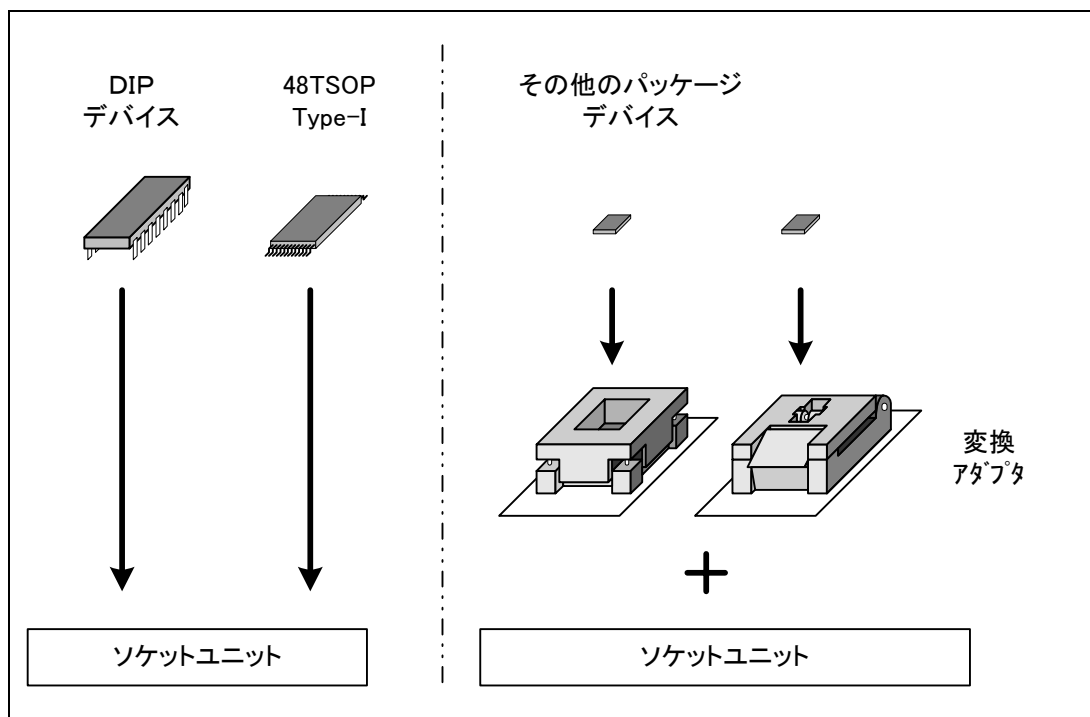 DIP
デバイス
48TSOP
Type-I
その他のパッケージ
デバイス
変換
ｱﾀﾞﾌﾟﾀ
ソケットユニット
ソケットユニット